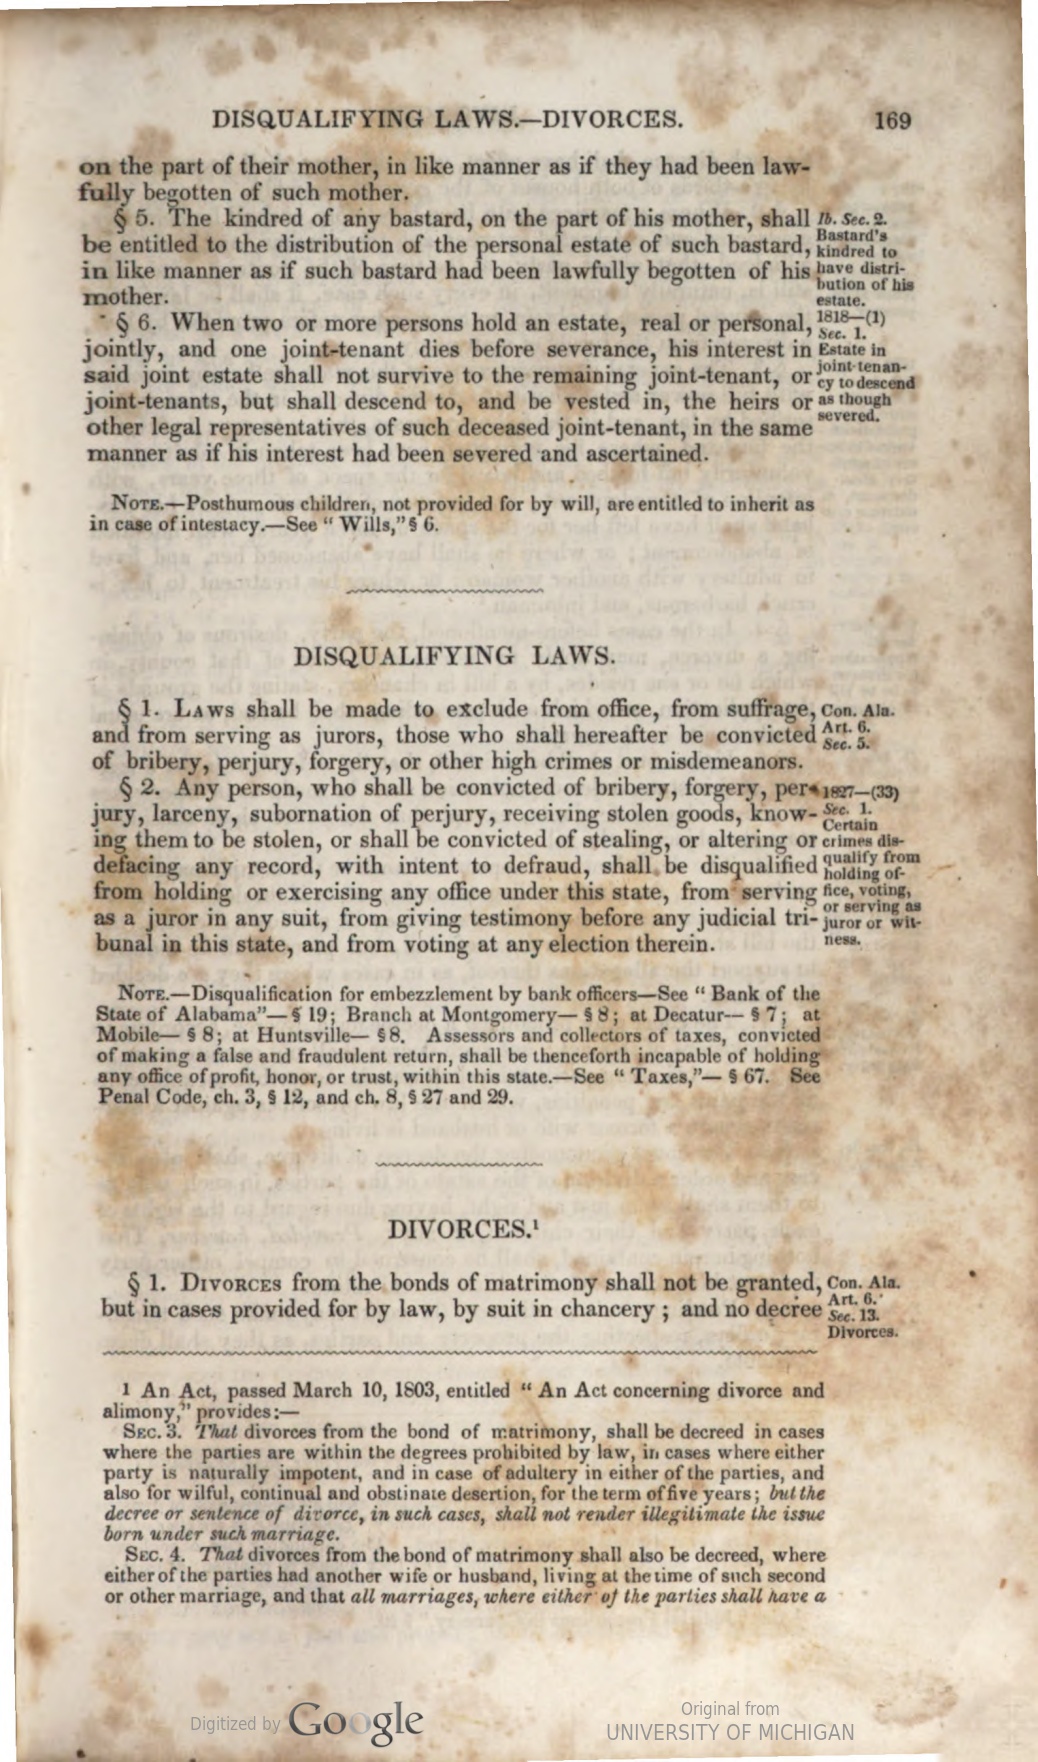 DISQUALIFYING LAWS.—DIVORCES. 169
on the part of their mother, in like manner as if they had been law-
fully begotten of such mother.
§ 5. The kindred of any bastard, on the part of his mother, shall
be entitled to the distribution of the personal estate of such bastard,
in like manner as if such bastard had been lawfully begotten of his
mother.
Ib. Sec. 2.
Bastard's
kindred to
have distri-
bution of his
estate.
§ 6. When two or more persons hold an estate, real or personal,
jointly, and one joint-tenant dies before severance, his interest in
said joint estate shall not survive to the remaining joint-tenant, or
joint-tenants, but shall descend to, and be vested in, the heirs or
other legal representatives of such deceased joint-tenant, in the same
manner as if his interest had been severed and ascertained.
1818—(1)
Sec. 1.
Estate in
joint-tenan-
cy to descend
as though
severed.
NOTE.—Posthumous children, not provided for by will, are entitled to inherit as
in case of intestacy.—See “ Wills,” § 6.
DISQUALIFYING LAWS.
§ 1. LAWS shall be made to exclude from office, from suffrage,
and from serving as jurors, those who shall hereafter be convicted
of bribery, perjury, forgery, or other high crimes or misdemeanors.
Con. Ala.
Art. 6.
Sec. 5.
§ 2. Any person, who shall be convicted of bribery, forgery, per-
jury, larceny, subornation of perjury, receiving stolen goods, know-
ing them to be stolen, or shall be convicted of stealing, or altering or
defacing any record, with intent to defraud, shall be disqualified
from holding or exercising any office under this state, from serving
as a juror in any suit, from giving testimony before any judicial tri-
bunal in this state, and from voting at any election therein.
1827—(33)
Sec. 1.
Certain
crimes dis-
qualify from
holding of-
fice, voting,
or serving as
juror or wit-
ness.
NOTE.—Disqualification for embezzlement by bank officers—See “ Bank of the
State of Alabama”— § 19; Branch at Montgomery— § 8; at Decatur— § 7; at
Mobile— § 8; at Huntsville— § 8. Assessors and collectors of taxes, convicted
of making a false and fraudulent return, shall be thenceforth incapable of holding
any office of profit, honor, or trust, within this state.—See “ Taxes,”— § 67. See
Penal Code, ch. 3, § 12, and ch. 8, § 27 and 29.
DIVORCES.¹
§ 1. DIVORCES from the bonds of matrimony shall not be granted,
but in cases provided for by law, by suit in chancery ; and no decree
Con. Ala.
Art. 6.
Sec. 13.
Divorces.
1 An Act, passed March 10, 1803, entitled “ An Act concerning divorce and
alimony,” provides:—
SEC. 3. That divorces from the bond of matrimony, shall be decreed in cases
where the parties are within the degrees prohibited by law, in cases where either
party is naturally impotent, and in case of adultery in either of the parties, and
also for wilful, continual and obstinate desertion, for the term of five years; but the
decree or sentence of divorce, in such cases, shall not render illegitimate the issue
born under such marriage.
SEC. 4. That divorces from the bond of matrimony shall also be decreed, where
either of the parties had another wife or husband, living at the time of such second
or other marriage, and that all marriages, where either of the parties shall have a
Digitized by Google
Original from
UNIVERSITY OF MICHIGAN